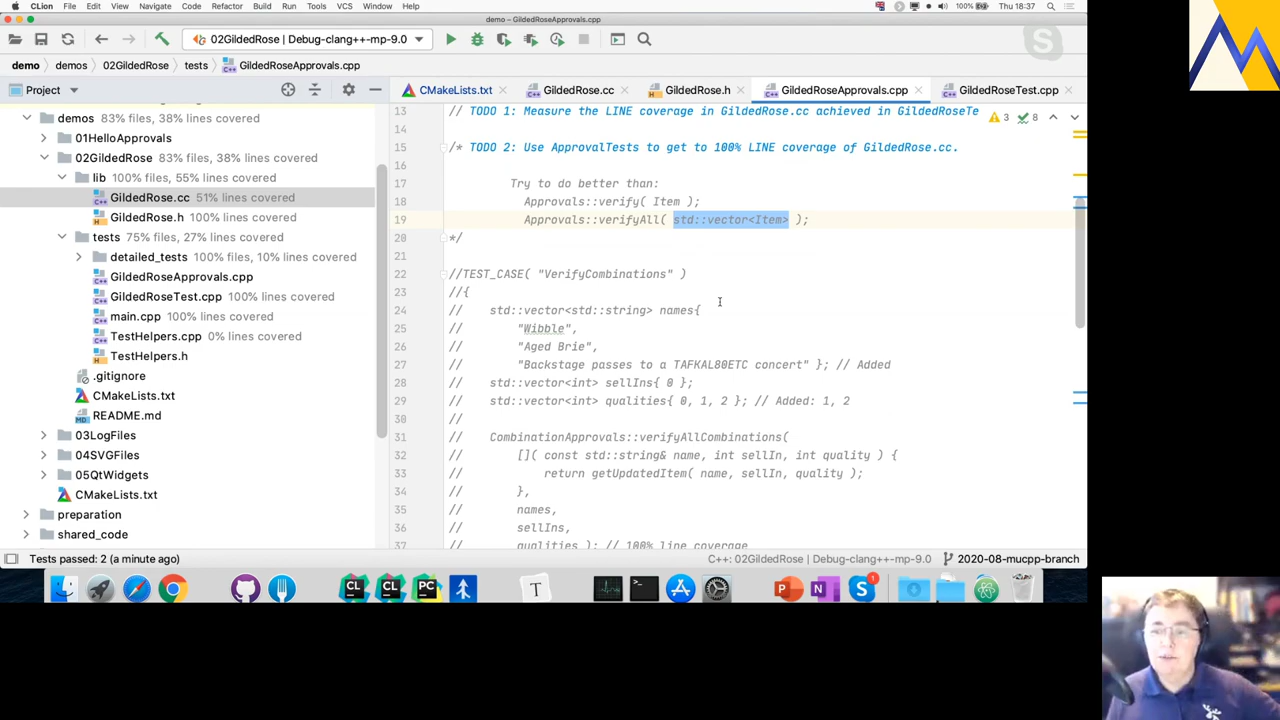 CLion File Edit View Navigate Code Refactor Build Run Tools VCS Window Help 100% Thu 18:37
demo – GildedRoseApprovals.cpp
02GildedRose | Debug-clang++-mp-9.0
demo demos 02GildedRose tests GildedRoseApprovals.cpp
Project CMakeLists.txt GildedRose.cc GildedRose.h GildedRoseApprovals.cpp GildedRoseTest.cpp
demos 83% files, 38% lines covered
01HelloApprovals
02GildedRose 83% files, 38% lines covered
lib 100% files, 55% lines covered
GildedRose.cc 51% lines covered
GildedRose.h 100% lines covered
tests 75% files, 27% lines covered
detailed_tests 100% files, 10% lines covered
GildedRoseApprovals.cpp
GildedRoseTest.cpp 100% lines covered
main.cpp 100% lines covered
TestHelpers.cpp 0% lines covered
TestHelpers.h
.gitignore
CMakeLists.txt
README.md
03LogFiles
04SVGFiles
05QtWidgets
CMakeLists.txt
preparation
shared_code
13 // TODO 1: Measure the LINE coverage in GildedRose.cc achieved in GildedRoseTe
3 8
14
15 /* TODO 2: Use ApprovalTests to get to 100% LINE coverage of GildedRose.cc.
16
17 Try to do better than:
18 Approvals::verify( Item );
19 Approvals::verifyAll( std::vector<Item> );
20 */
21
22 //TEST_CASE( "VerifyCombinations" )
23 //{
24 // std::vector<std::string> names{
25 // "Wibble",
26 // "Aged Brie",
27 // "Backstage passes to a TAFKAL80ETC concert" }; // Added
28 // std::vector<int> sellIns{ 0 };
29 // std::vector<int> qualities{ 0, 1, 2 }; // Added: 1, 2
30 //
31 // CombinationApprovals::verifyAllCombinations(
32 // []( const std::string& name, int sellIn, int quality ) {
33 // return getUpdatedItem( name, sellIn, quality );
34 // },
35 // names,
36 // sellIns,
37 // qualities ); // 100% line coverage
Tests passed: 2 (a minute ago) C++: 02GildedRose | Debug-clang++-mp-9.0 2020-08-mucpp-branch
CL CL PC T P N S 1